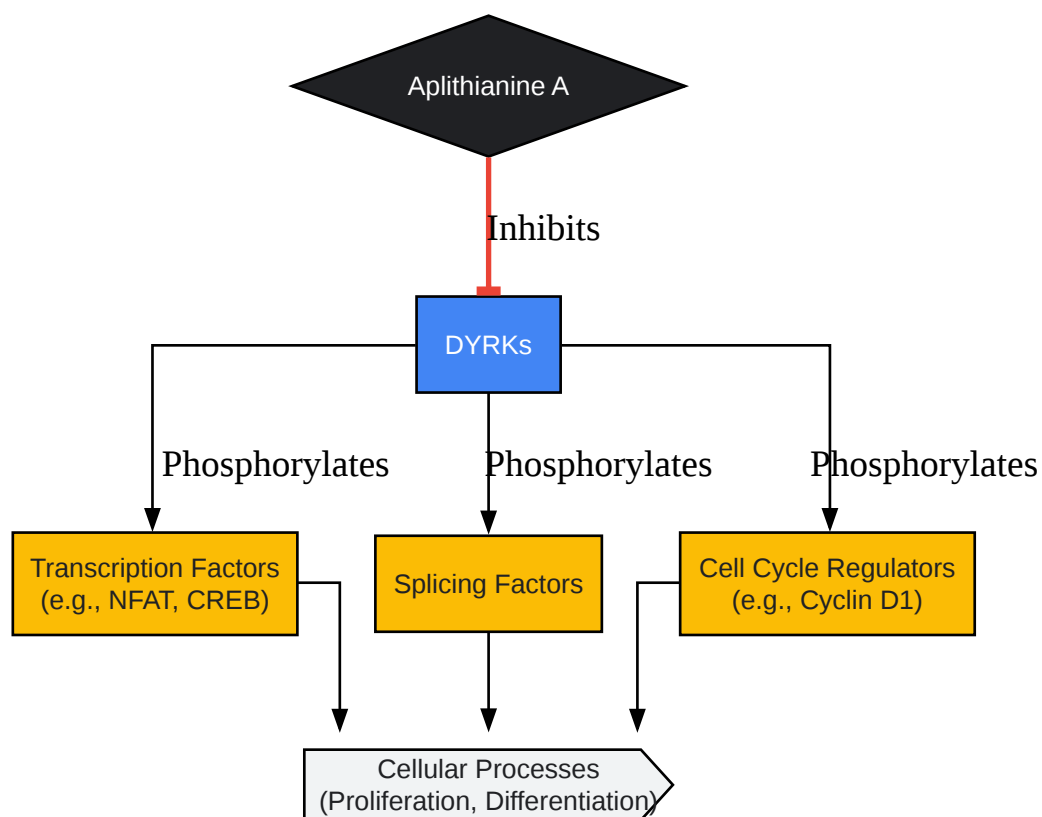 Aplithianine A
Inhibits
DYRKs
Phosphorylates
Phosphorylates
Phosphorylates
Transcription Factors
(e.g., NFAT, CREB)
Splicing Factors
Cell Cycle Regulators
(e.g., Cyclin D1)
Cellular Processes
(Proliferation, Differentiation)